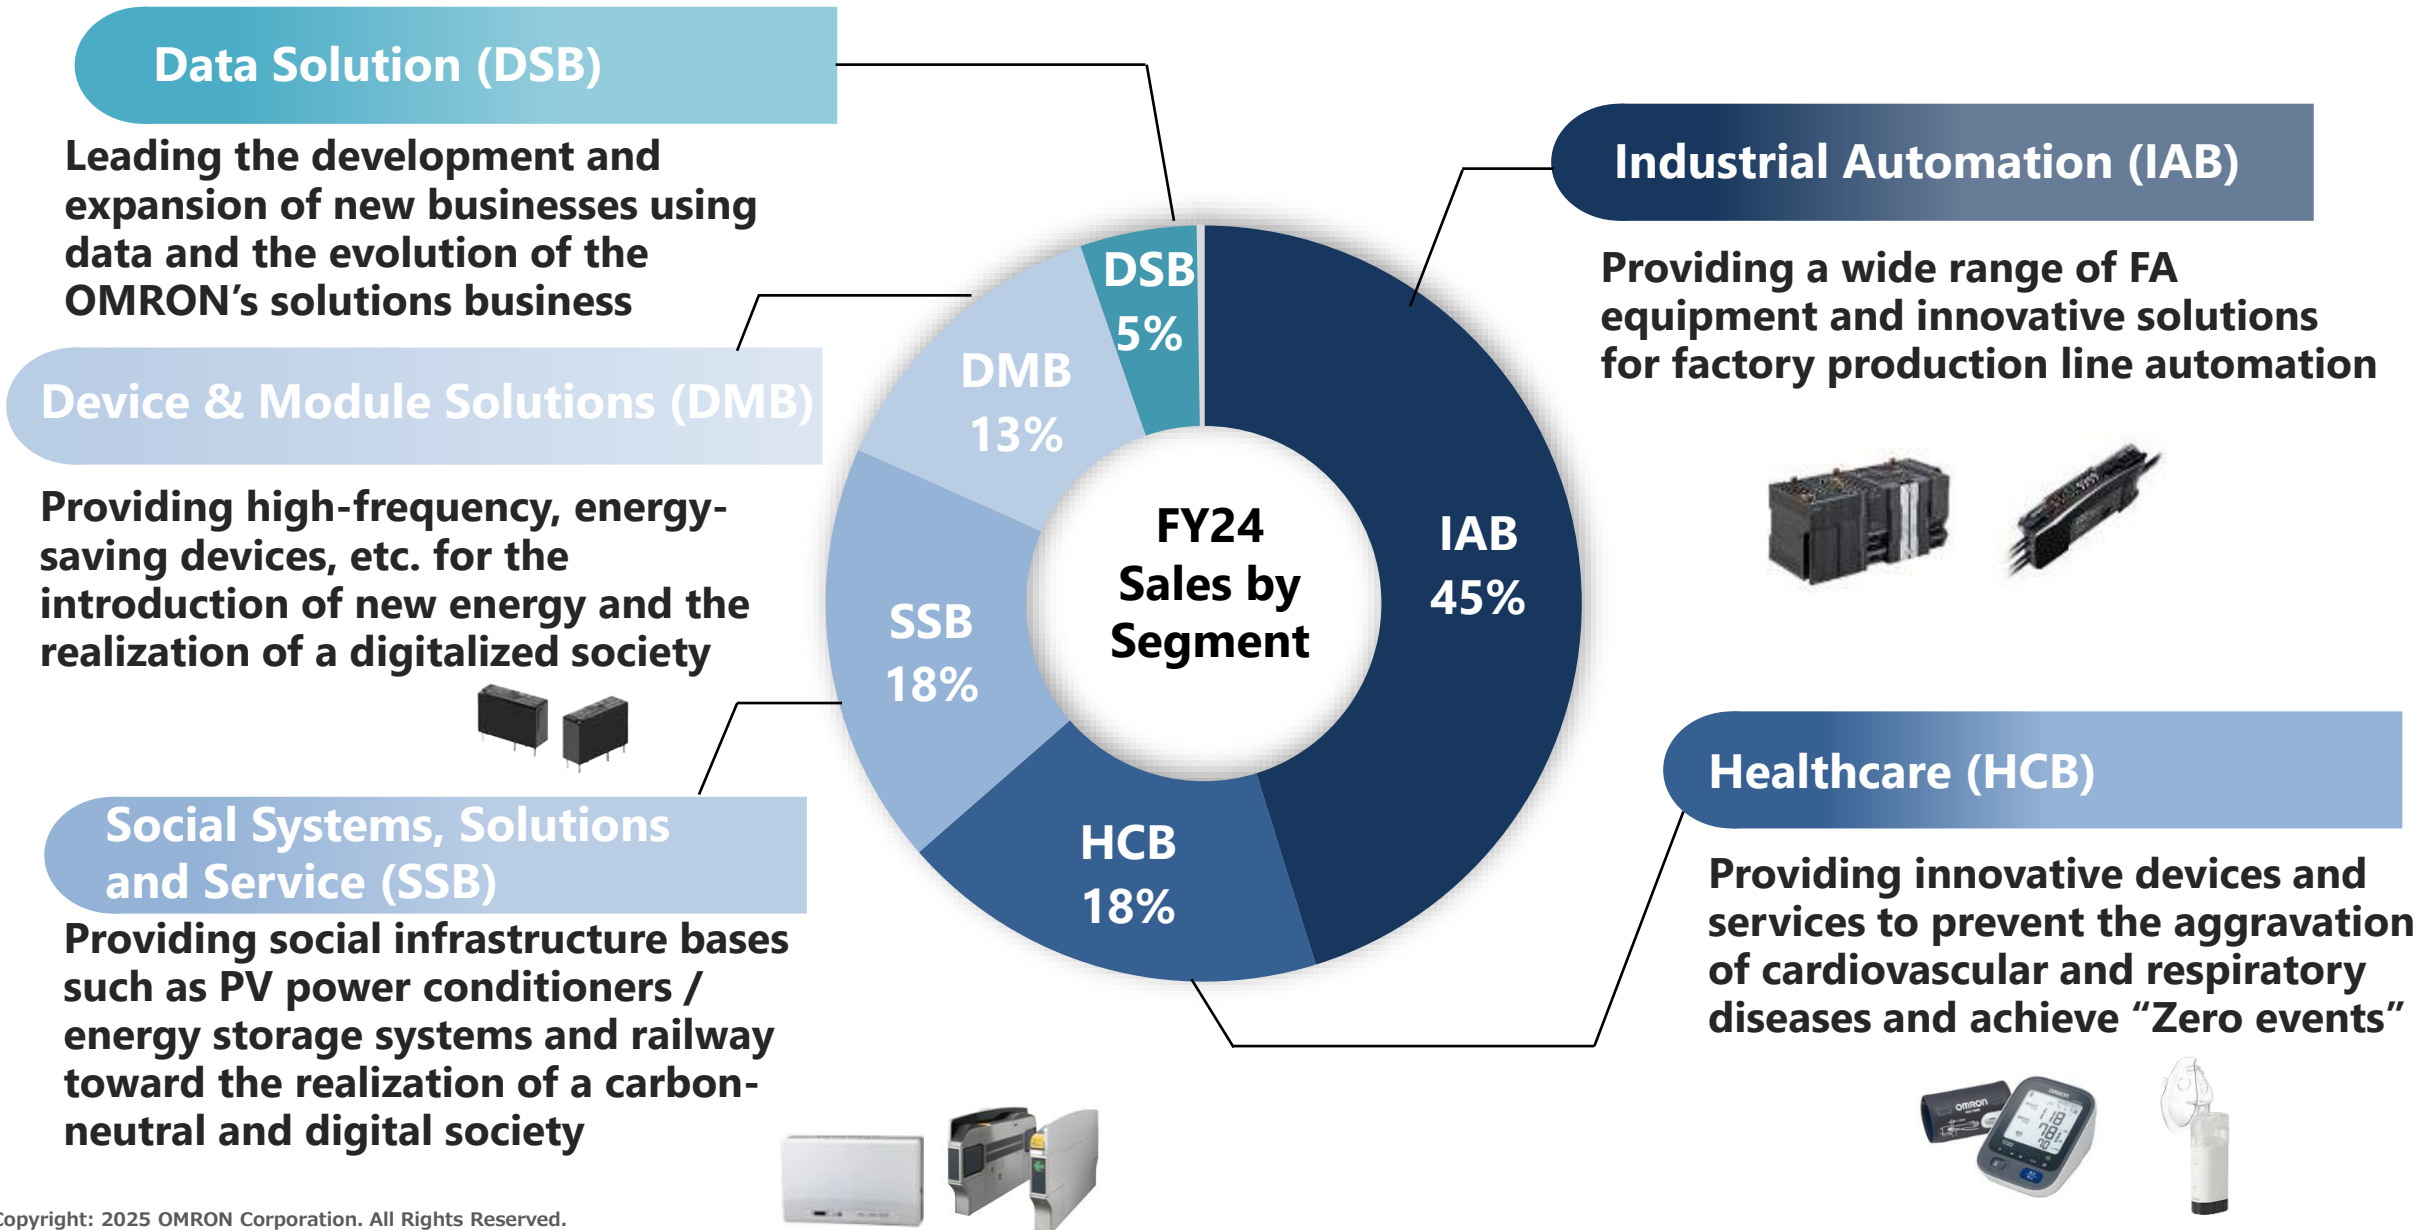 Data Solution (DSB)
Leading the development and
expansion of new businesses using
data and the evolution of the
OMRON’s solutions business
Device & Module Solutions (DMB)
Providing high-frequency, energy-
saving devices, etc. for the
introduction of new energy and the
realization of a digitalized society
Social Systems, Solutions
and Service (SSB)
Providing social infrastructure bases
such as PV power conditioners /
energy storage systems and railway
toward the realization of a carbon-
neutral and digital society
DSB
5%
DMB
13%
SSB
18%
HCB
18%
IAB
45%
FY24
Sales by
Segment
Industrial Automation (IAB)
Providing a wide range of FA
equipment and innovative solutions
for factory production line automation
Healthcare (HCB)
Providing innovative devices and
services to prevent the aggravation
of cardiovascular and respiratory
diseases and achieve “Zero events”
OMRON
OMRON
118
78
70
Copyright: 2025 OMRON Corporation. All Rights Reserved.